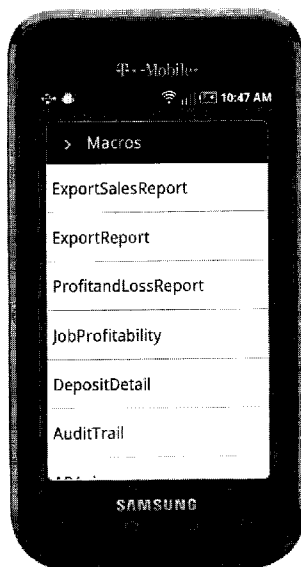 T··Mobile·
10:47 AM
> Macros
ExportSalesReport
ExportReport
ProfitandLossReport
JobProfitability
DepositDetail
AuditTrail
SAMSUNG